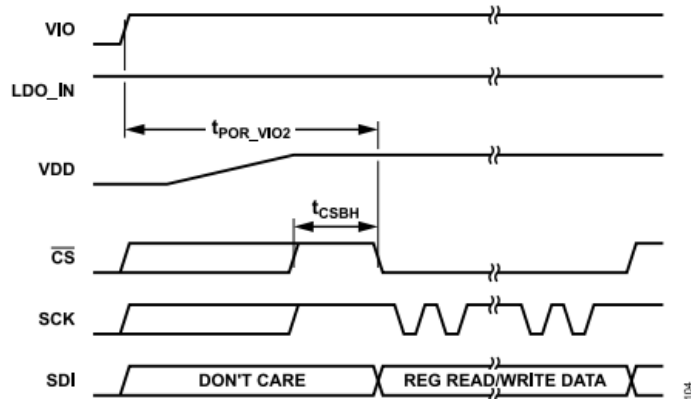 VIO
LDO_IN
tPOR_VIO2
VDD
tCSBH
CS
SCK
SDI
DON'T CARE
REG READ/WRITE DATA
104